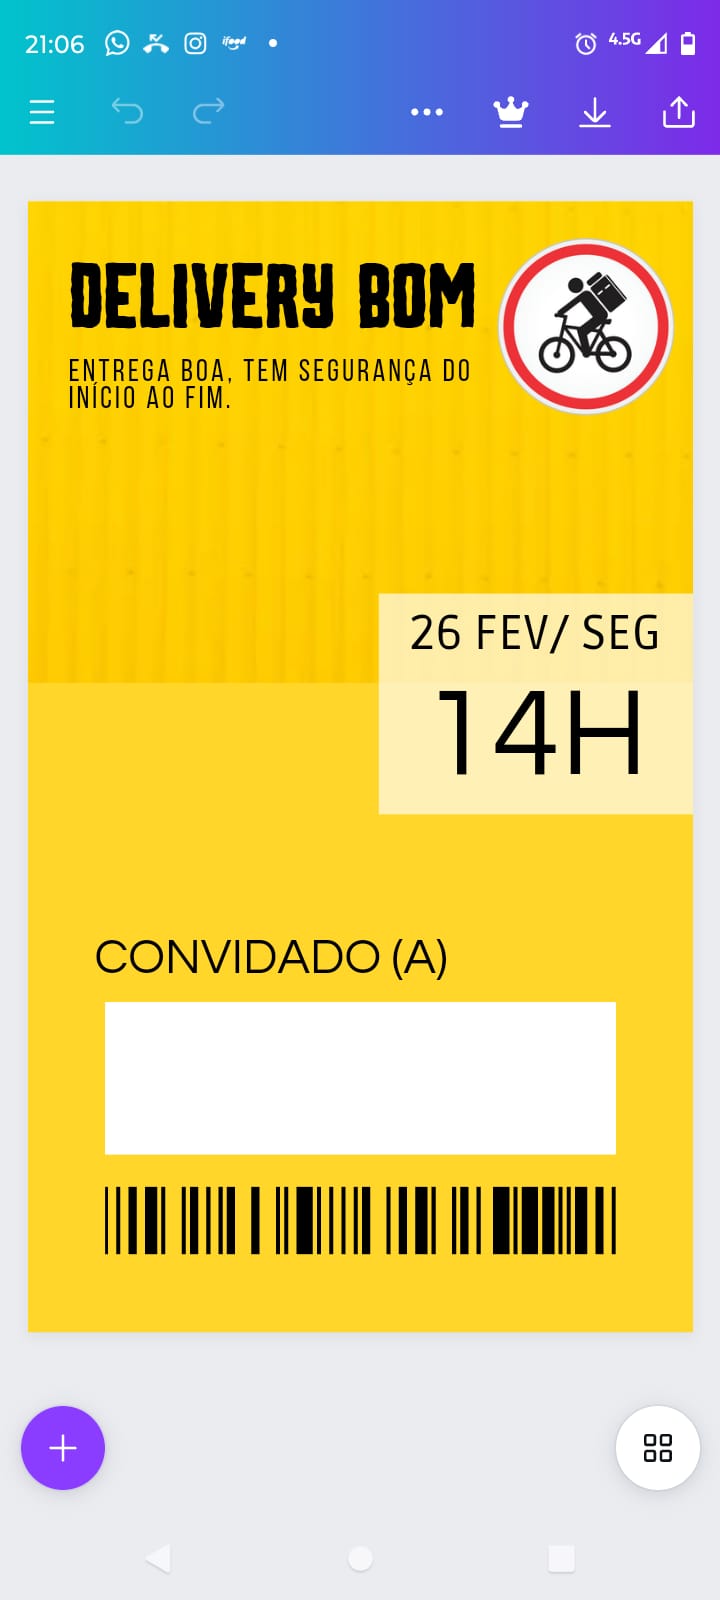 21:06
ifood
4.5G
DELIVERY BOM
ENTREGA BOA, TEM SEGURANÇA DO
INÍCIO AO FIM.
26 FEV/ SEG
14H
CONVIDADO (A)